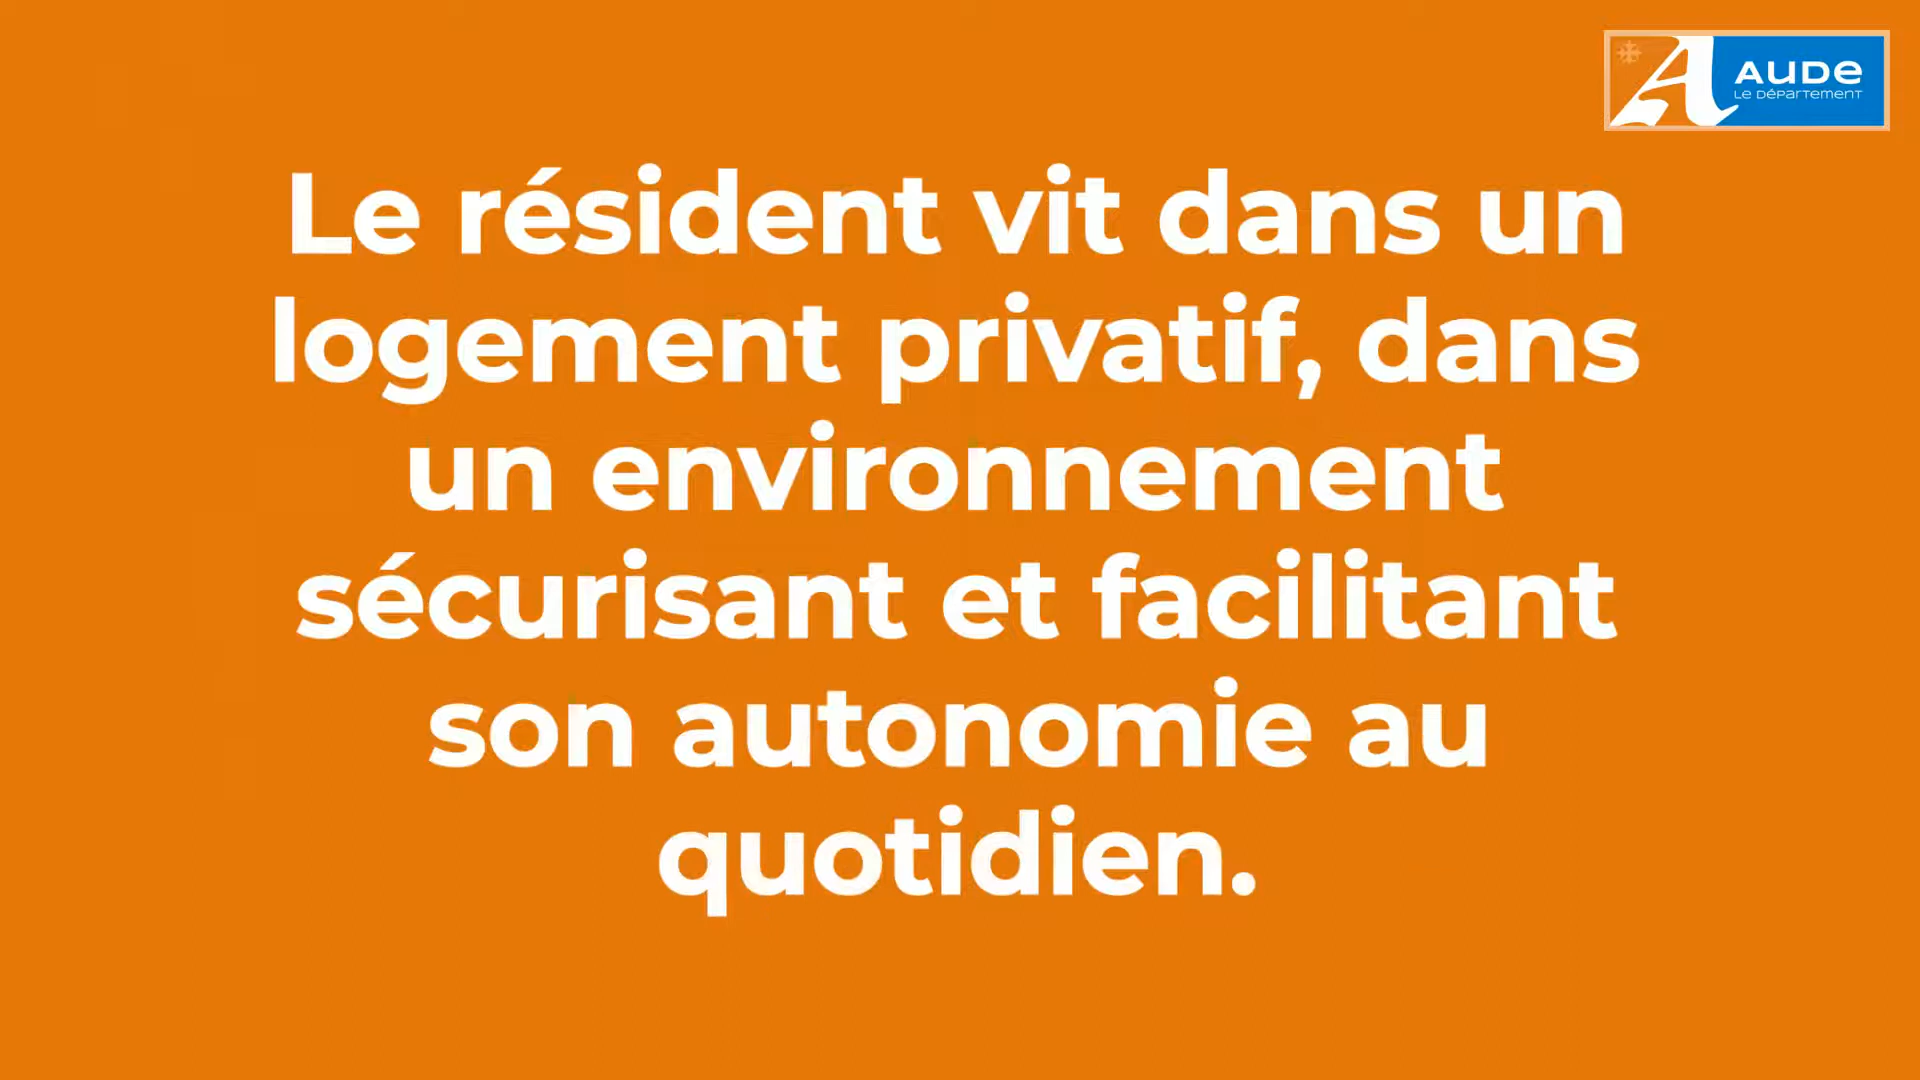 AUDE
Le Département
Le résident vit dans un
logement privatif, dans
un environnement
sécurisant et facilitant
son autonomie au
quotidien.